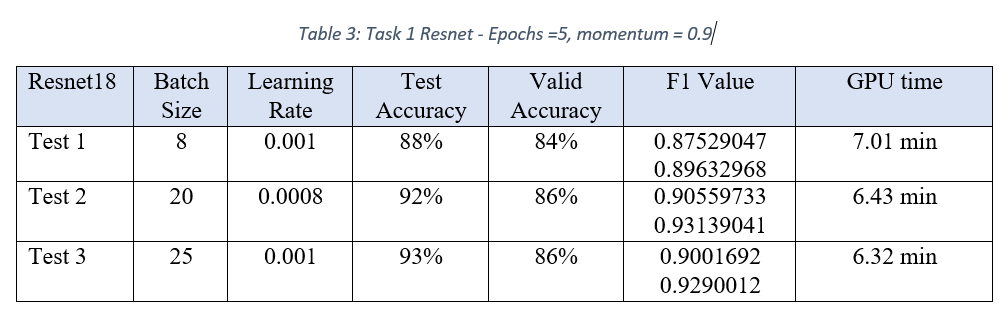 Table 3: Task 1 Resnet - Epochs =5, momentum = 0.9
Resnet18 Batch Size Learning Rate Test Accuracy Valid Accuracy F1 Value GPU time
Test 1 8 0.001 88% 84% 0.87529047 0.89632968 7.01 min
Test 2 20 0.0008 92% 86% 0.90559733 0.93139041 6.43 min
Test 3 25 0.001 93% 86% 0.9001692 0.9290012 6.32 min